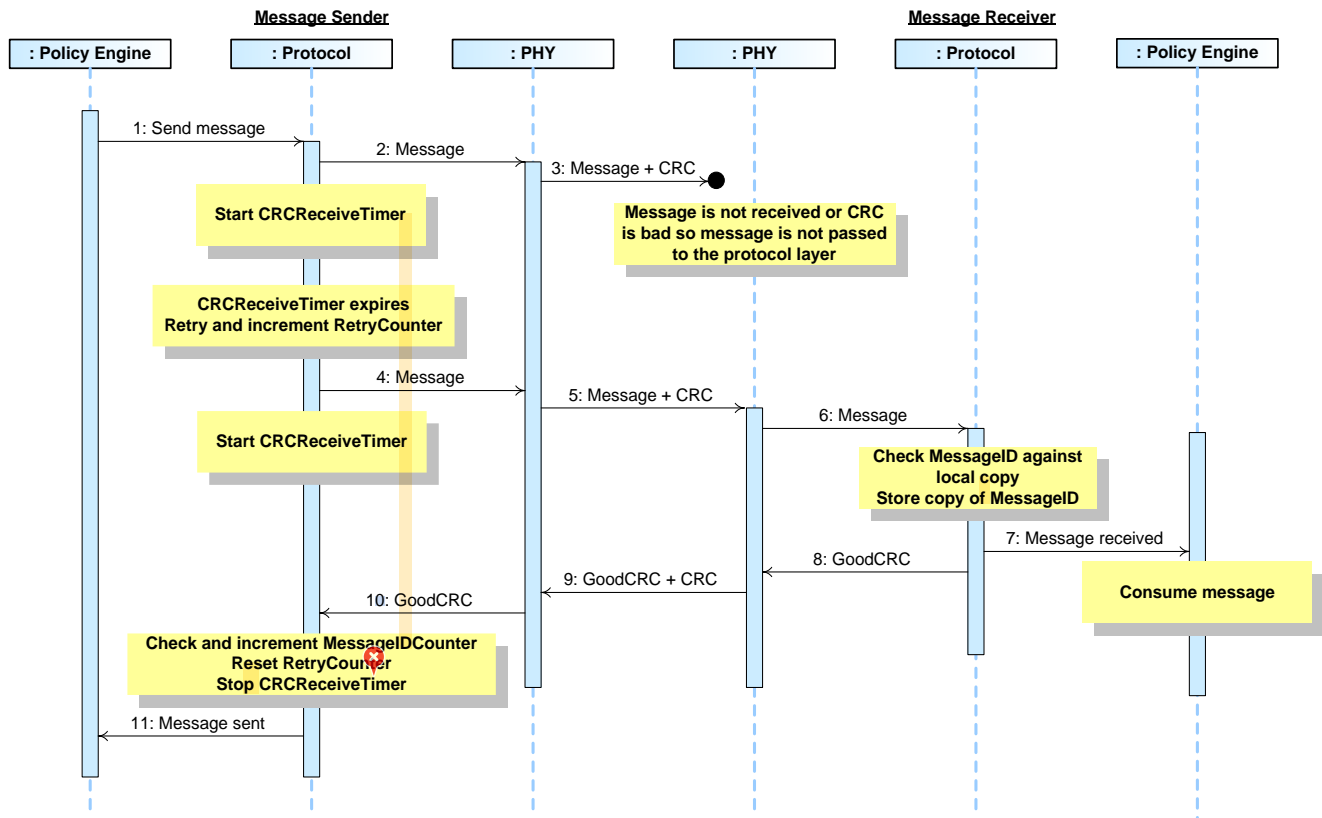 Message Sender
Message Receiver
: Policy Engine
: Protocol
: PHY
: PHY
: Protocol
: Policy Engine
1: Send message
2: Message
3: Message + CRC
Start CRCReceiveTimer
Message is not received or CRC
is bad so message is not passed
to the protocol layer
CRCReceiveTimer expires
Retry and increment RetryCounter
4: Message
5: Message + CRC
6: Message
Start CRCReceiveTimer
Check MessageID against
local copy
Store copy of MessageID
7: Message received
8: GoodCRC
9: GoodCRC + CRC
Consume message
10: GoodCRC
Check and increment MessageIDCounter
Reset RetryCounter
Stop CRCReceiveTimer
11: Message sent